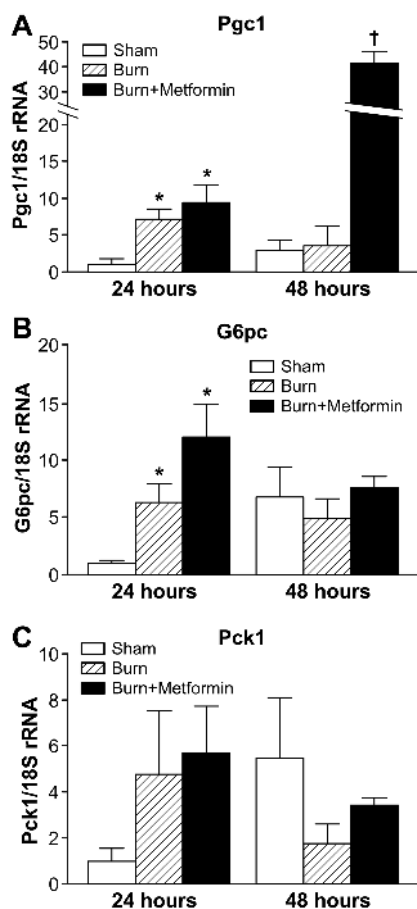 A
Pgc1
50
40
30
20
15
10
5
0
Pgc1/18S rRNA
Sham
Burn
Burn+Metformin
* * †
24 hours 48 hours
B
G6pc
20
15
10
5
0
G6pc/18S rRNA
Sham
Burn
Burn+Metformin
* *
24 hours 48 hours
C
Pck1
10
8
6
4
2
0
Pck1/18S rRNA
Sham
Burn
Burn+Metformin
24 hours 48 hours